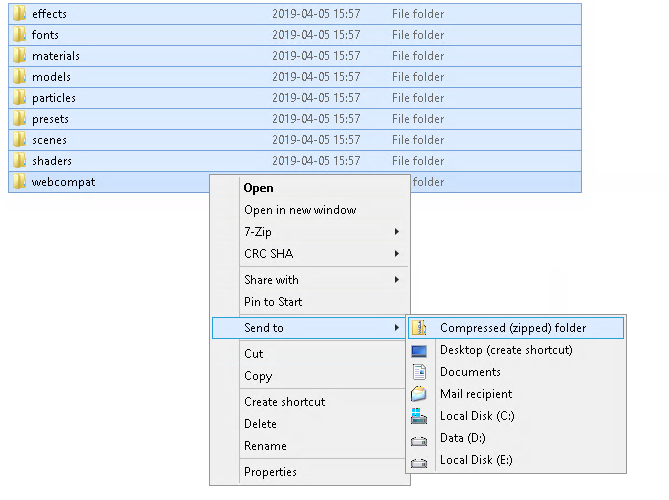 effects 2019-04-05 15:57 File folder
fonts 2019-04-05 15:57 File folder
materials 2019-04-05 15:57 File folder
models 2019-04-05 15:57 File folder
particles 2019-04-05 15:57 File folder
presets 2019-04-05 15:57 File folder
scenes 2019-04-05 15:57 File folder
shaders 2019-04-05 15:57 File folder
webcompat folder
Open
Open in new window
7-Zip
CRC SHA
Share with
Pin to Start
Send to
Cut
Copy
Create shortcut
Delete
Rename
Properties
Compressed (zipped) folder
Desktop (create shortcut)
Documents
Mail recipient
Local Disk (C:)
Data (D:)
Local Disk (E:)